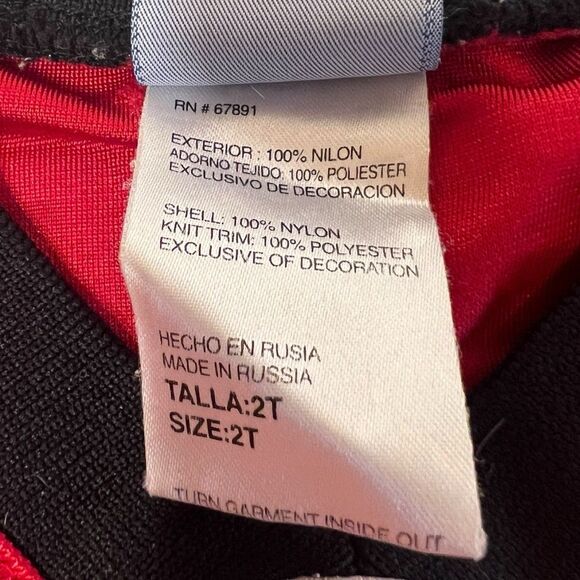 RN # 67891
EXTERIOR : 100% NILON
ADORNO TEJIDO: 100% POLIESTER
EXCLUSIVO DE DECORACION
SHELL: 100% NYLON
KNIT TRIM: 100% POLYESTER
EXCLUSIVE OF DECORATION
HECHO EN RUSIA
MADE IN RUSSIA
TALLA:2T
SIZE:2T
TURN GARMENT INSIDE OUT